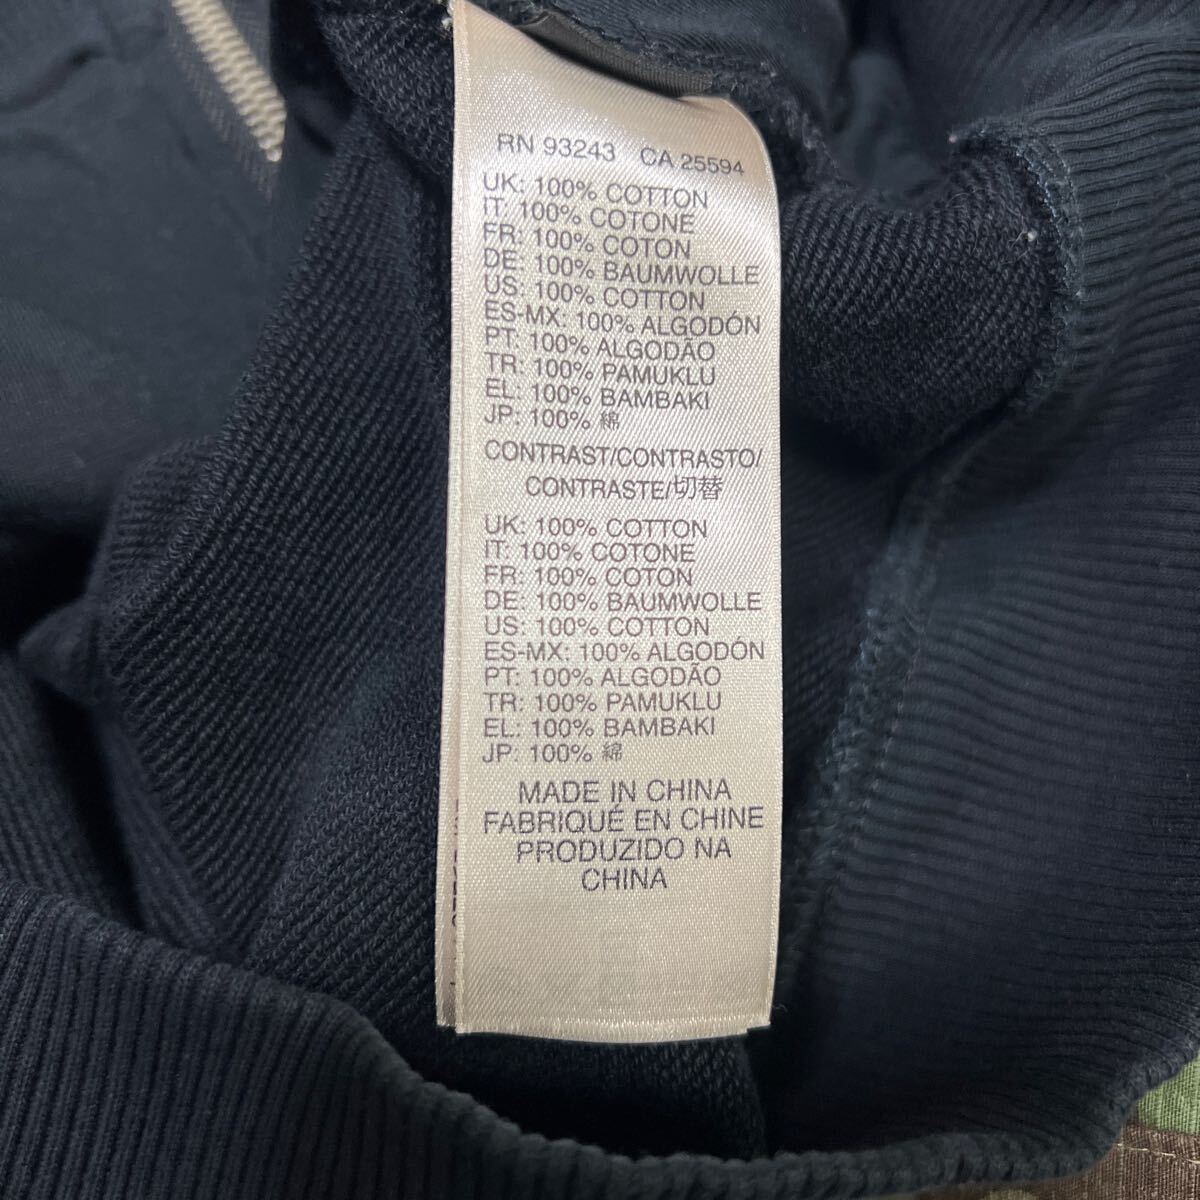 RN 93243 CA 25594
UK: 100% COTTON
IT: 100% COTONE
FR: 100% COTON
DE: 100% BAUMWOLLE
US: 100% COTTON
ES-MX: 100% ALGODÓN
PT: 100% ALGODÃO
TR: 100% PAMUKLU
EL: 100% BAMBAKI
JP: 100% 綿
CONTRAST/CONTRASTO/
CONTRASTE/切替
UK: 100% COTTON
IT: 100% COTONE
FR: 100% COTON
DE: 100% BAUMWOLLE
US: 100% COTTON
ES-MX: 100% ALGODÓN
PT: 100% ALGODÃO
TR: 100% PAMUKLU
EL: 100% BAMBAKI
JP: 100% 綿
MADE IN CHINA
FABRIQUÉ EN CHINE
PRODUZIDO NA
CHINA